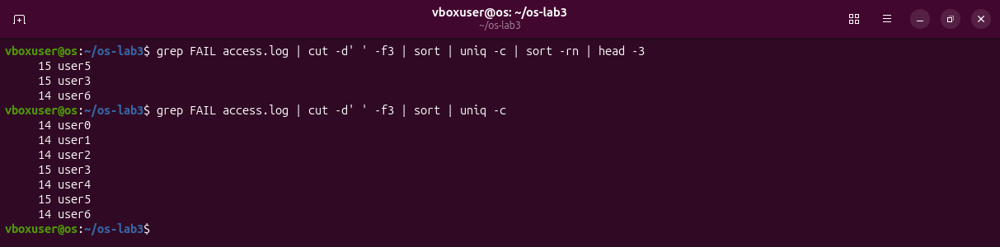 vboxuser@os: ~/os-lab3
~/os-lab3
vboxuser@os:~/os-lab3$ grep FAIL access.log | cut -d' ' -f3 | sort | uniq -c | sort -rn | head -3
     15 user5
     15 user3
     14 user6
vboxuser@os:~/os-lab3$ grep FAIL access.log | cut -d' ' -f3 | sort | uniq -c
     14 user0
     14 user1
     14 user2
     15 user3
     14 user4
     15 user5
     14 user6
vboxuser@os:~/os-lab3$